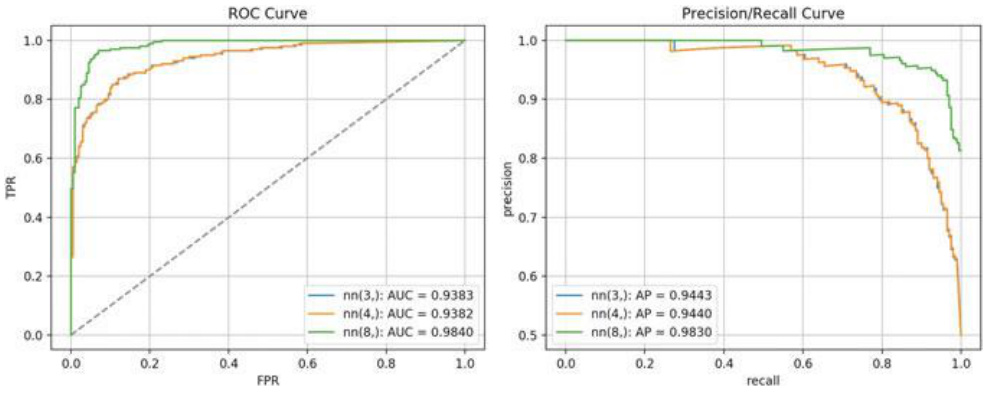 ROC Curve
1.0
0.8
0.6
0.4
0.2
0.0
TPR
0.0 0.2 0.4 0.6 0.8 1.0
FPR
nn(3,): AUC = 0.9383
nn(4,): AUC = 0.9382
nn(8,): AUC = 0.9840
Precision/Recall Curve
1.0
0.9
0.8
0.7
0.6
0.5
precision
0.0 0.2 0.4 0.6 0.8 1.0
recall
nn(3,): AP = 0.9443
nn(4,): AP = 0.9440
nn(8,): AP = 0.9830